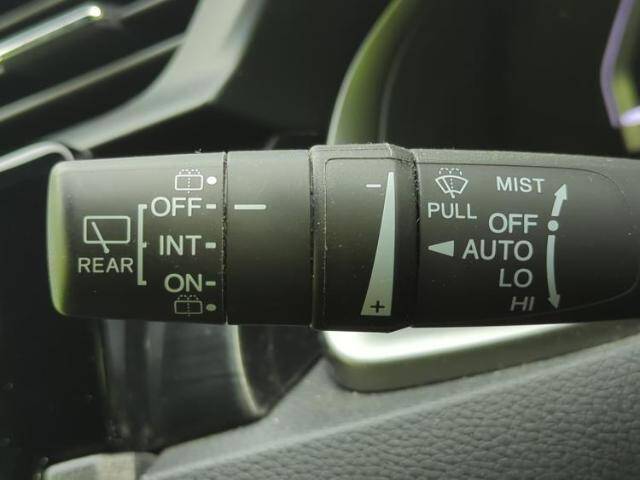 OFF
INT
ON
REAR
-
+
PULL
MIST
OFF
AUTO
LO
HI